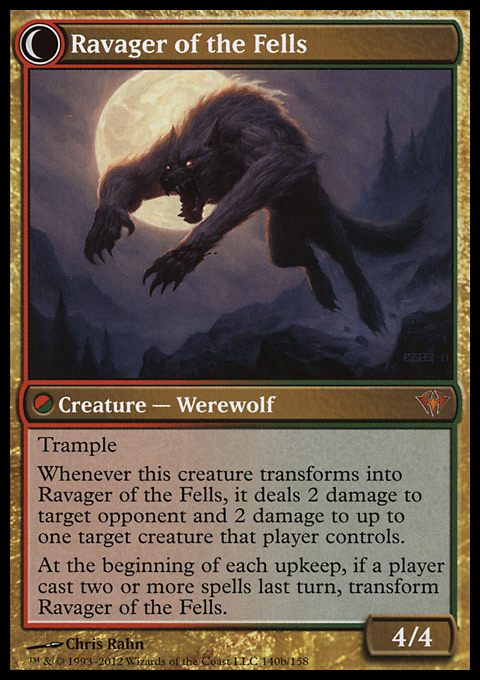 Ravager of the Fells
Creature — Werewolf
Trample
Whenever this creature transforms into
Ravager of the Fells, it deals 2 damage to
target opponent and 2 damage to up to
one target creature that player controls.
At the beginning of each upkeep, if a player
cast two or more spells last turn, transform
Ravager of the Fells.
4/4
Chris Rahn
™ & © 1993–2012 Wizards of the Coast LLC 140b/158